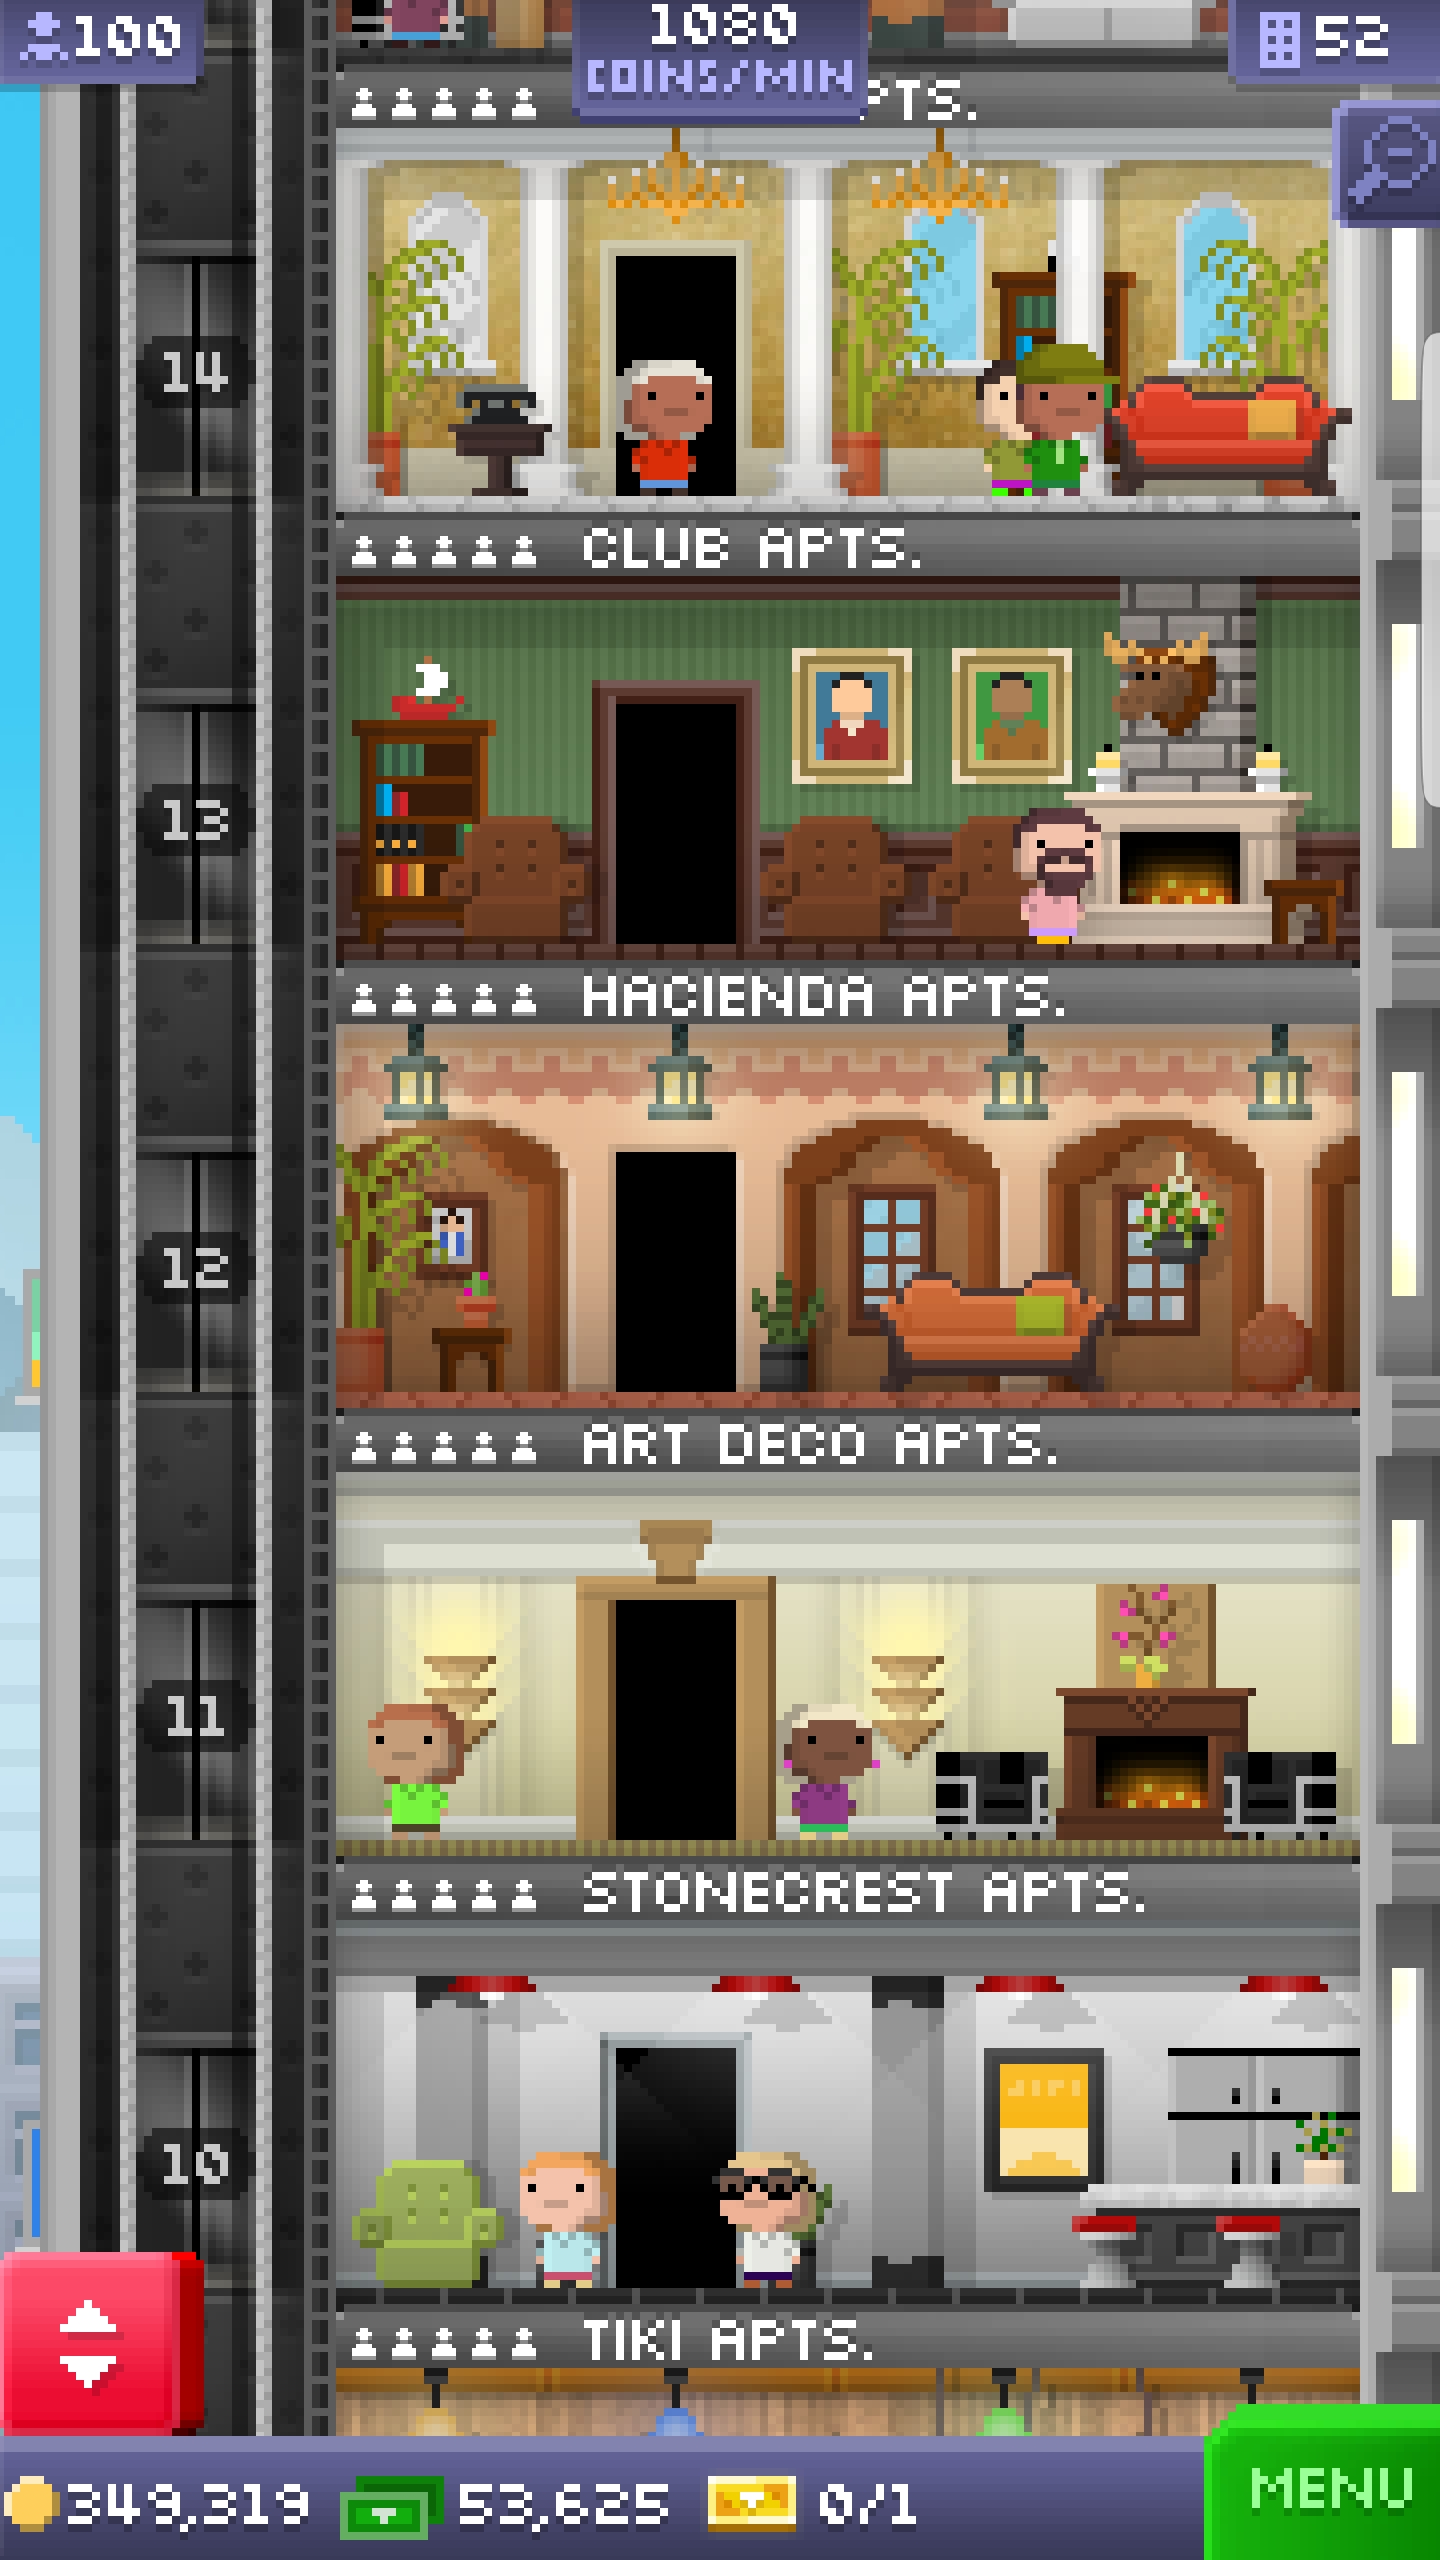 100
1080
COINS/MIN
52
PTS.
14
CLUB APTS.
13
HACIENDA APTS.
12
ART DECO APTS.
11
STONECREST APTS.
10
TIKI APTS.
349,319
53,625
0/1
MENU